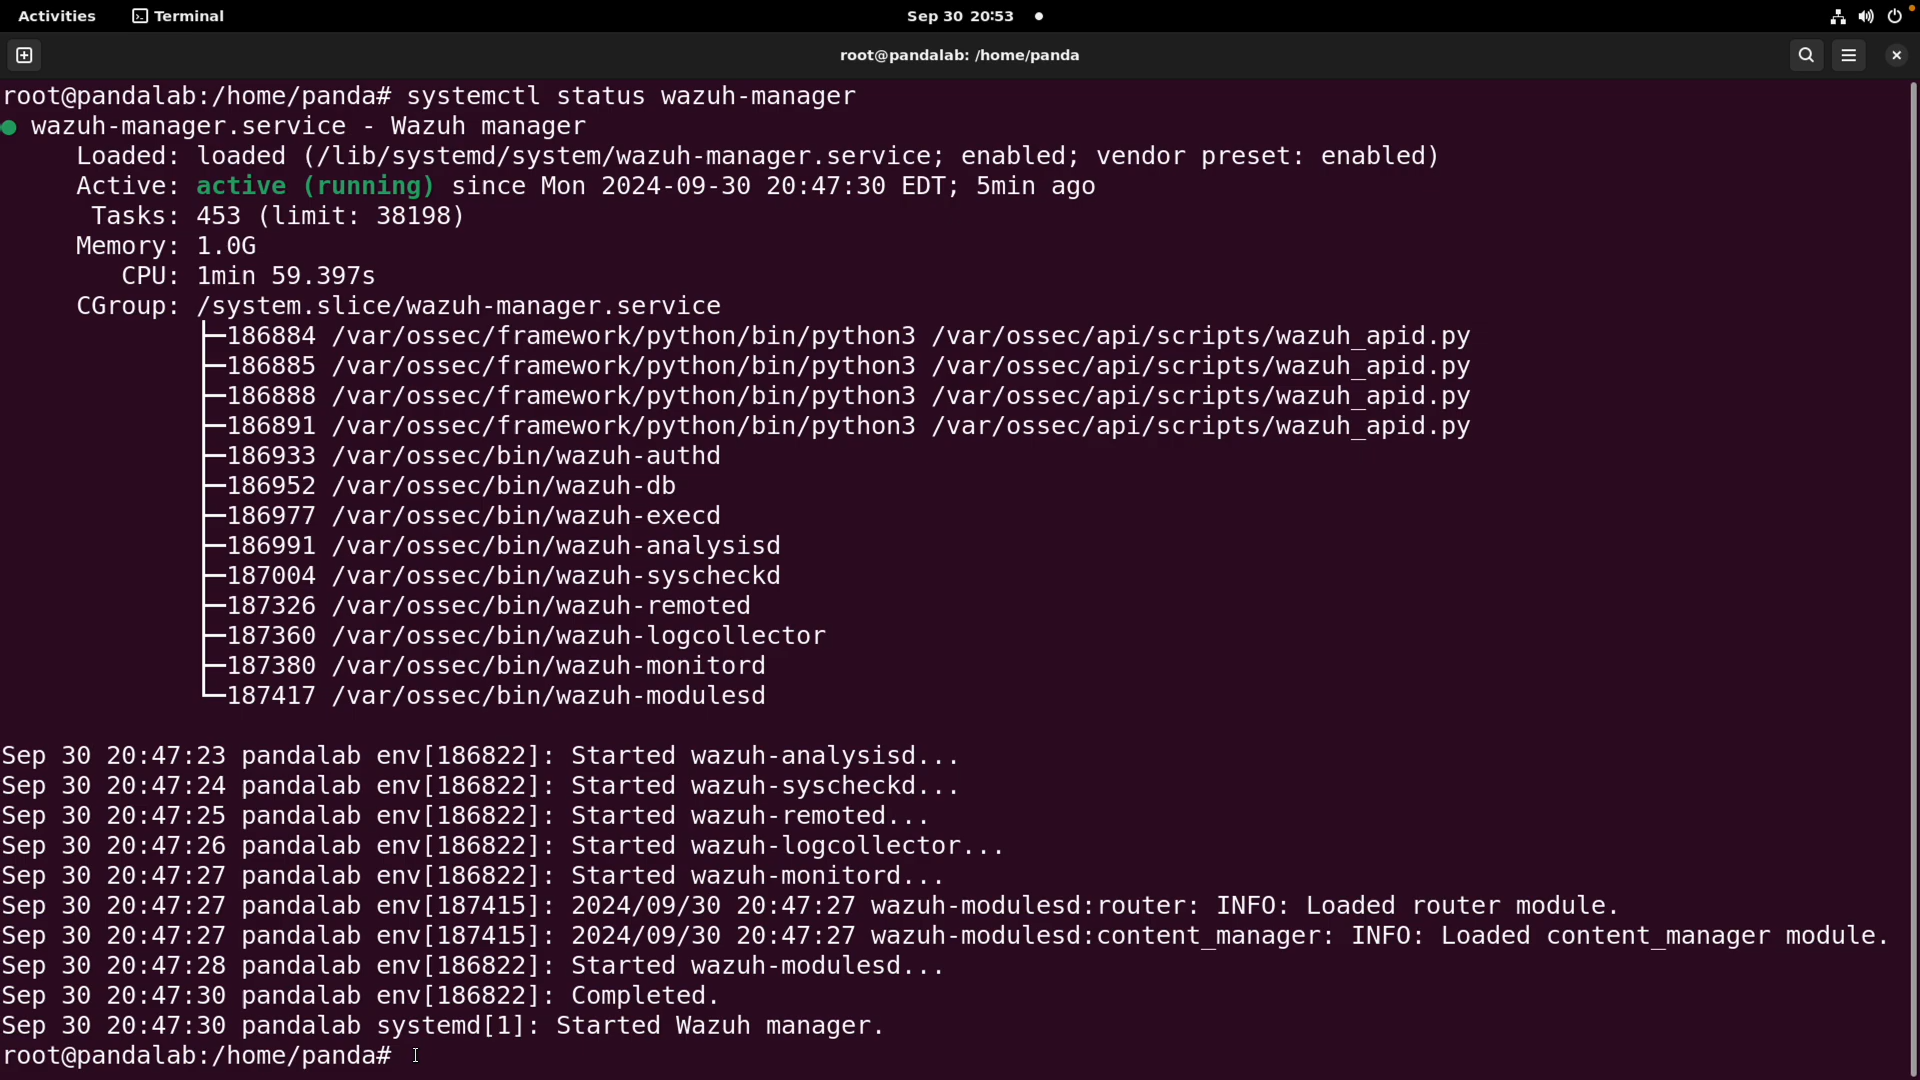 Activities Terminal Sep 30 20:53
root@pandalab: /home/panda
root@pandalab:/home/panda# systemctl status wazuh-manager
● wazuh-manager.service - Wazuh manager
     Loaded: loaded (/lib/systemd/system/wazuh-manager.service; enabled; vendor preset: enabled)
     Active: active (running) since Mon 2024-09-30 20:47:30 EDT; 5min ago
      Tasks: 453 (limit: 38198)
     Memory: 1.0G
        CPU: 1min 59.397s
     CGroup: /system.slice/wazuh-manager.service
             ├─186884 /var/ossec/framework/python/bin/python3 /var/ossec/api/scripts/wazuh_apid.py
             ├─186885 /var/ossec/framework/python/bin/python3 /var/ossec/api/scripts/wazuh_apid.py
             ├─186888 /var/ossec/framework/python/bin/python3 /var/ossec/api/scripts/wazuh_apid.py
             ├─186891 /var/ossec/framework/python/bin/python3 /var/ossec/api/scripts/wazuh_apid.py
             ├─186933 /var/ossec/bin/wazuh-authd
             ├─186952 /var/ossec/bin/wazuh-db
             ├─186977 /var/ossec/bin/wazuh-execd
             ├─186991 /var/ossec/bin/wazuh-analysisd
             ├─187004 /var/ossec/bin/wazuh-syscheckd
             ├─187326 /var/ossec/bin/wazuh-remoted
             ├─187360 /var/ossec/bin/wazuh-logcollector
             ├─187380 /var/ossec/bin/wazuh-monitord
             └─187417 /var/ossec/bin/wazuh-modulesd

Sep 30 20:47:23 pandalab env[186822]: Started wazuh-analysisd...
Sep 30 20:47:24 pandalab env[186822]: Started wazuh-syscheckd...
Sep 30 20:47:25 pandalab env[186822]: Started wazuh-remoted...
Sep 30 20:47:26 pandalab env[186822]: Started wazuh-logcollector...
Sep 30 20:47:27 pandalab env[186822]: Started wazuh-monitord...
Sep 30 20:47:27 pandalab env[187415]: 2024/09/30 20:47:27 wazuh-modulesd:router: INFO: Loaded router module.
Sep 30 20:47:27 pandalab env[187415]: 2024/09/30 20:47:27 wazuh-modulesd:content_manager: INFO: Loaded content_manager module.
Sep 30 20:47:28 pandalab env[186822]: Started wazuh-modulesd...
Sep 30 20:47:30 pandalab env[186822]: Completed.
Sep 30 20:47:30 pandalab systemd[1]: Started Wazuh manager.
root@pandalab:/home/panda#